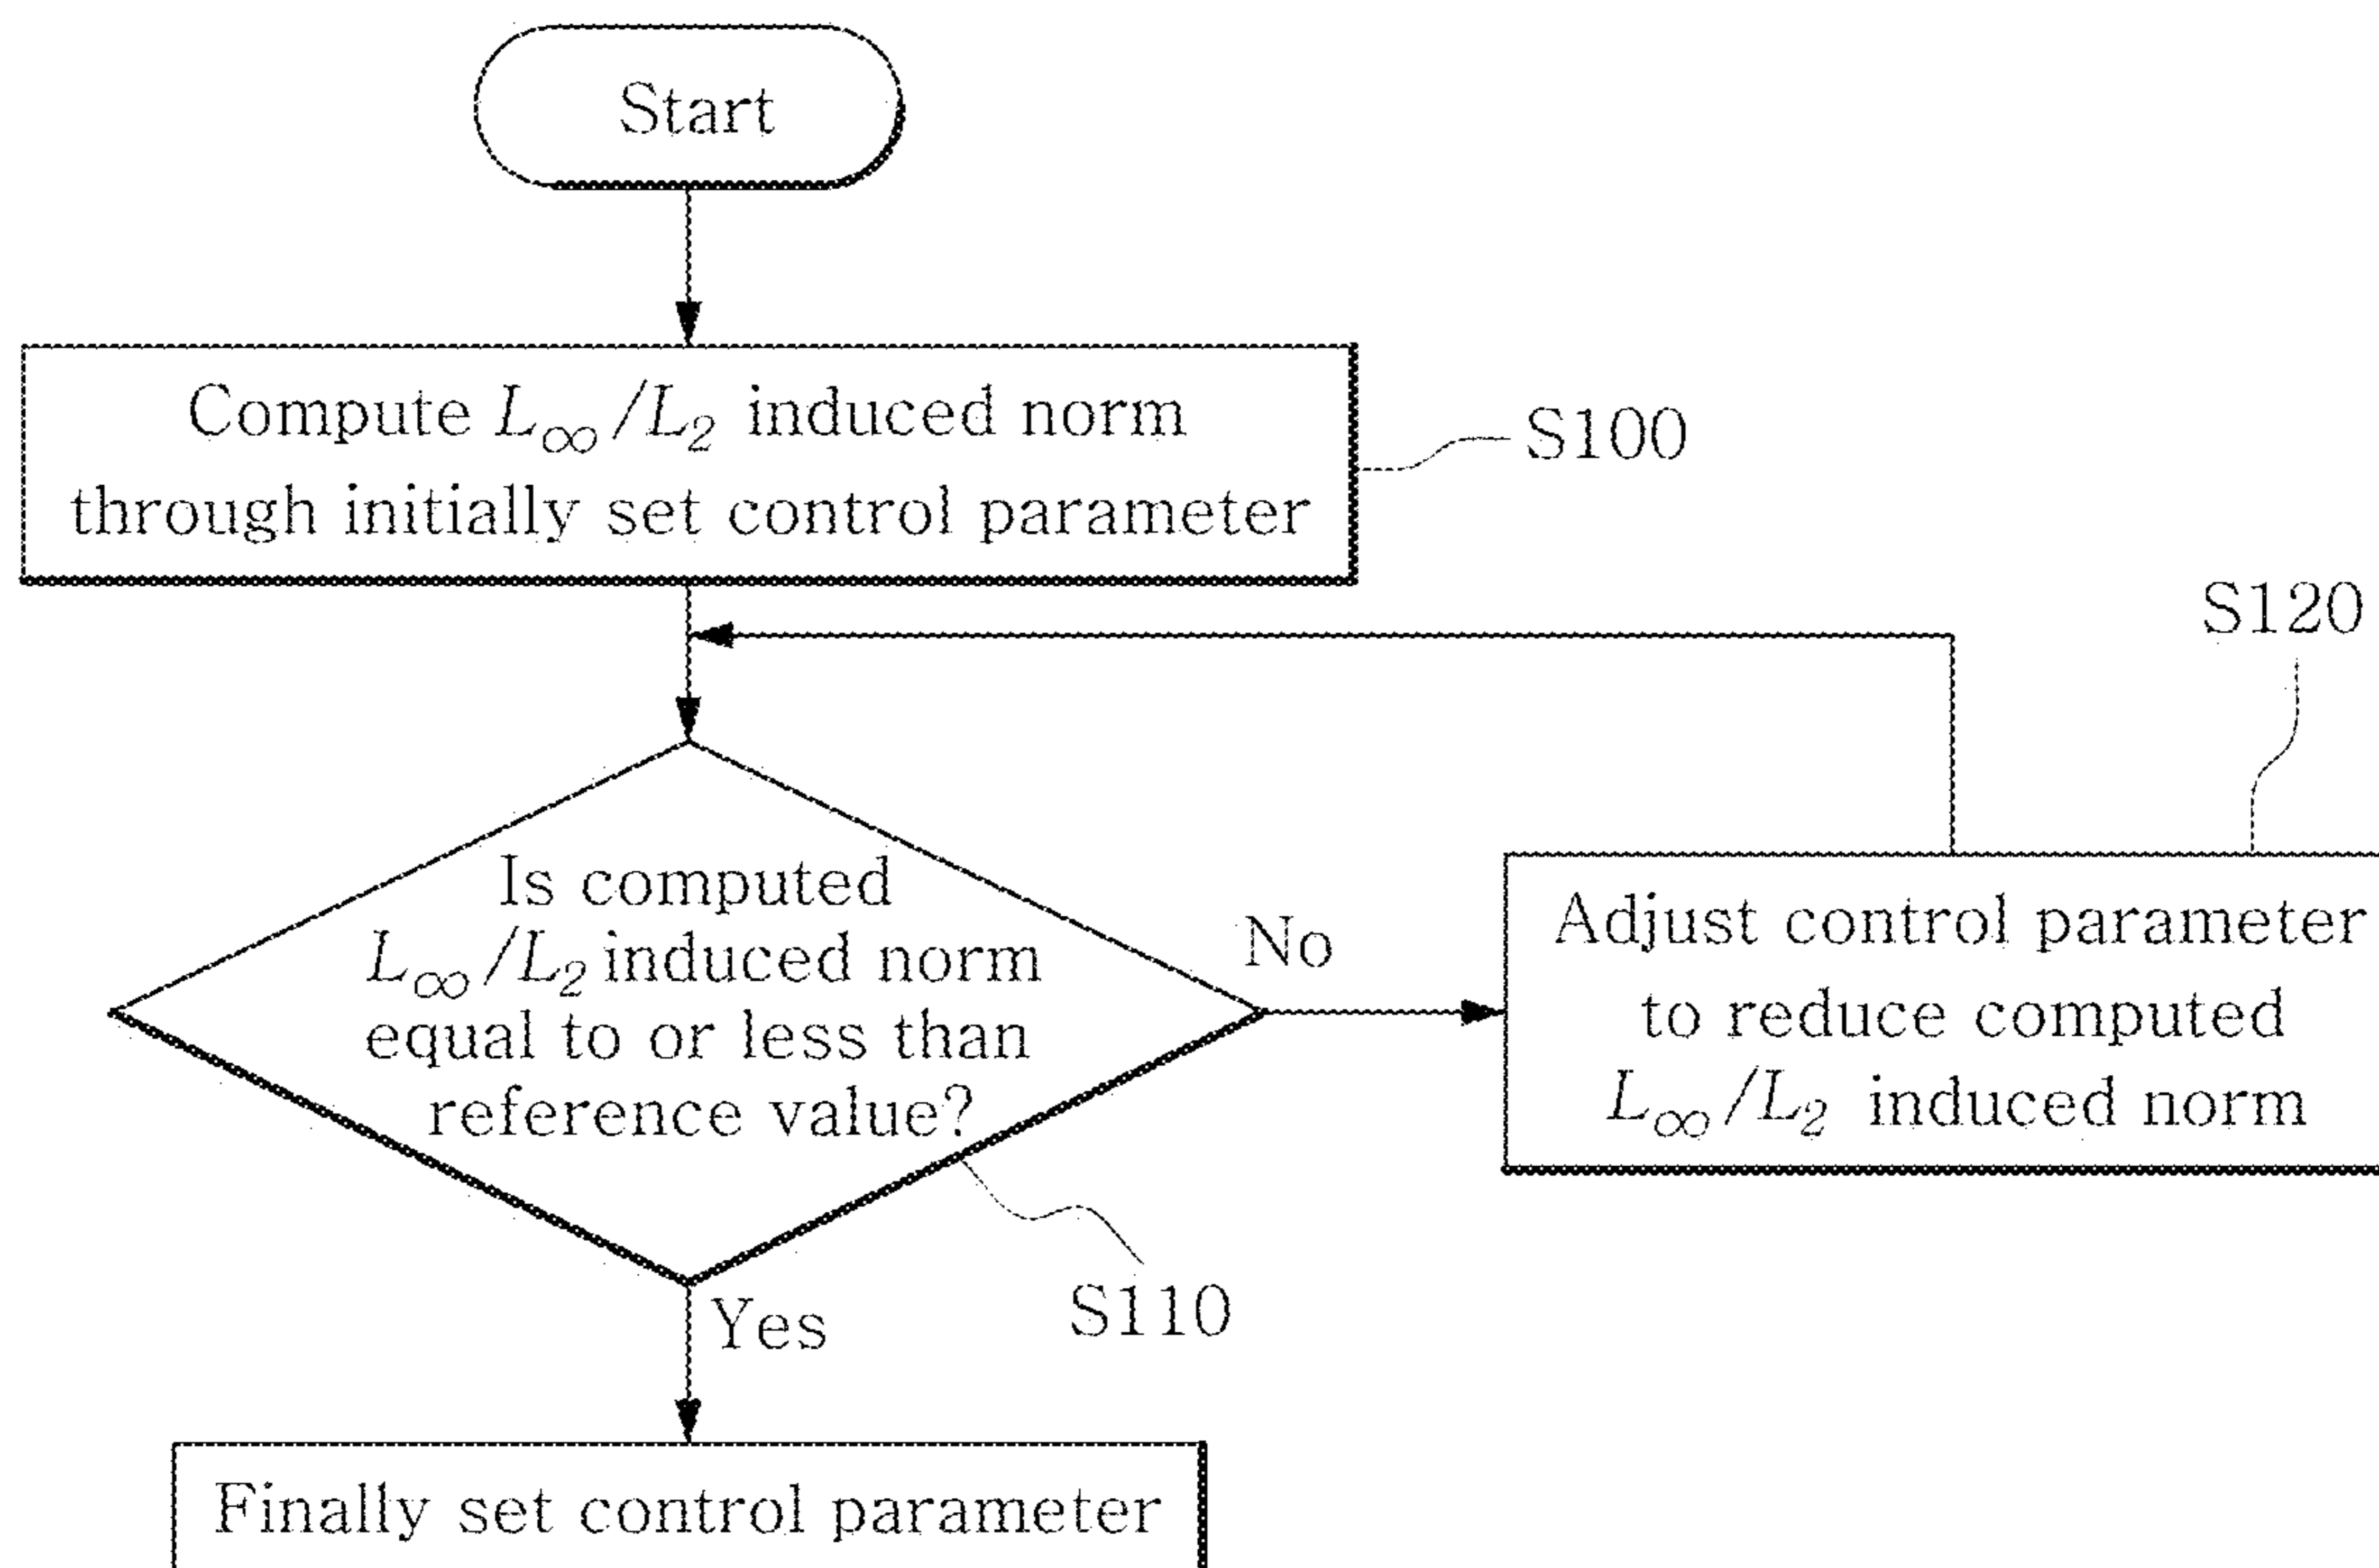 Start
Compute L∞/L2 induced norm
through initially set control parameter
S100
S120
Is computed
L∞/L2 induced norm
equal to or less than
reference value?
No
Adjust control parameter
to reduce computed
L∞/L2 induced norm
S110
Yes
Finally set control parameter